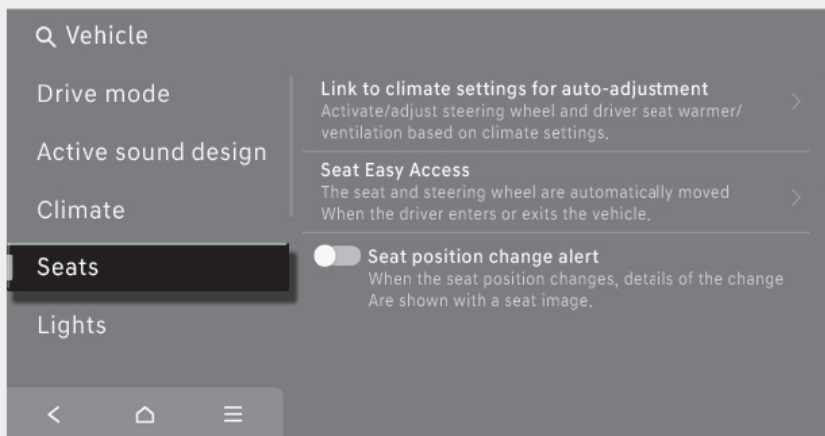 Vehicle
Drive mode
Active sound design
Climate
Seats
Lights
Link to climate settings for auto-adjustment
Activate/adjust steering wheel and driver seat warmer/
ventilation based on climate settings.
Seat Easy Access
The seat and steering wheel are automatically moved
When the driver enters or exits the vehicle.
Seat position change alert
When the seat position changes, details of the change
Are shown with a seat image.